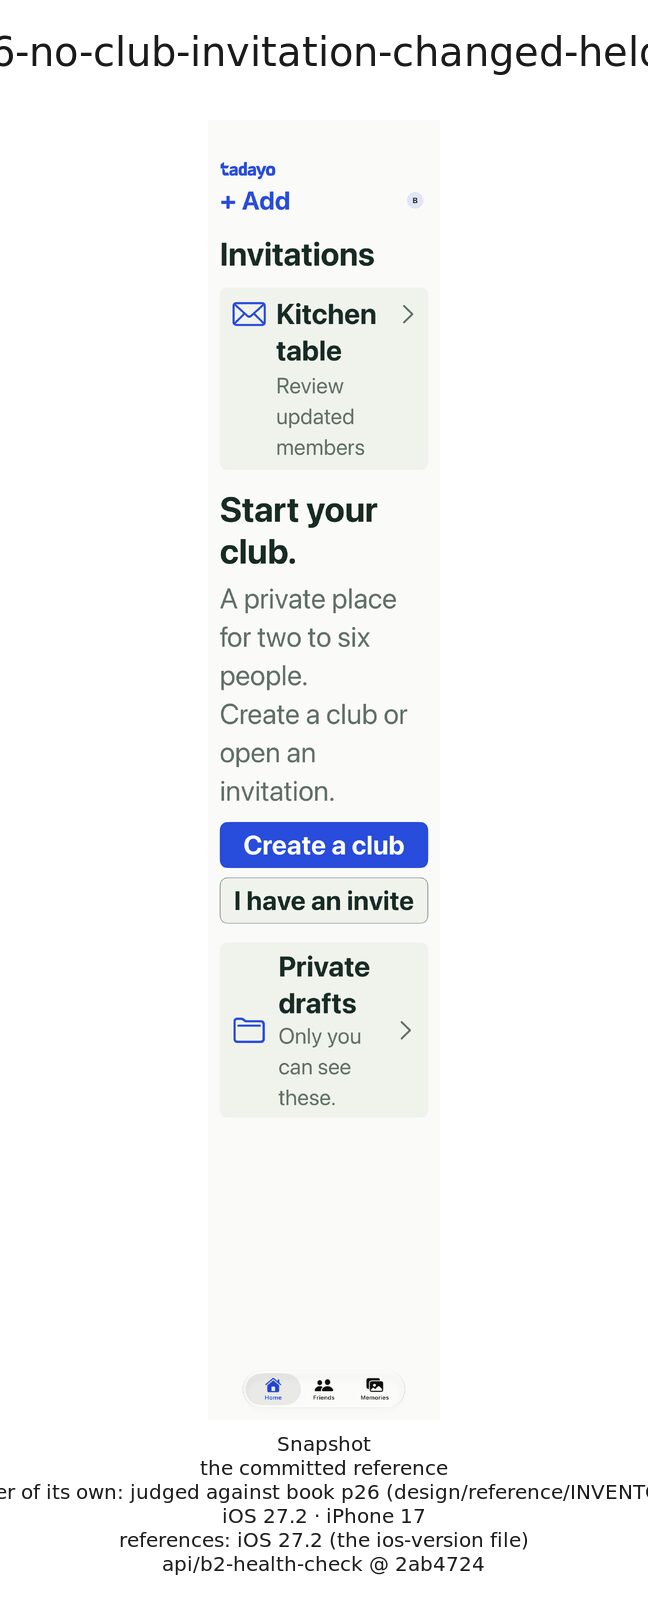 6-no-club-invitation-changed-held
tadayo
+ Add
B
Invitations
Kitchen
table
Review
updated
members
Start your
club.
A private place
for two to six
people.
Create a club or
open an
invitation.
Create a club
I have an invite
Private
drafts
Only you
can see
these.
Home
Friends
Memories
Snapshot
the committed reference
er of its own: judged against book p26 (design/reference/INVENTO
iOS 27.2 · iPhone 17
references: iOS 27.2 (the ios-version file)
api/b2-health-check @ 2ab4724